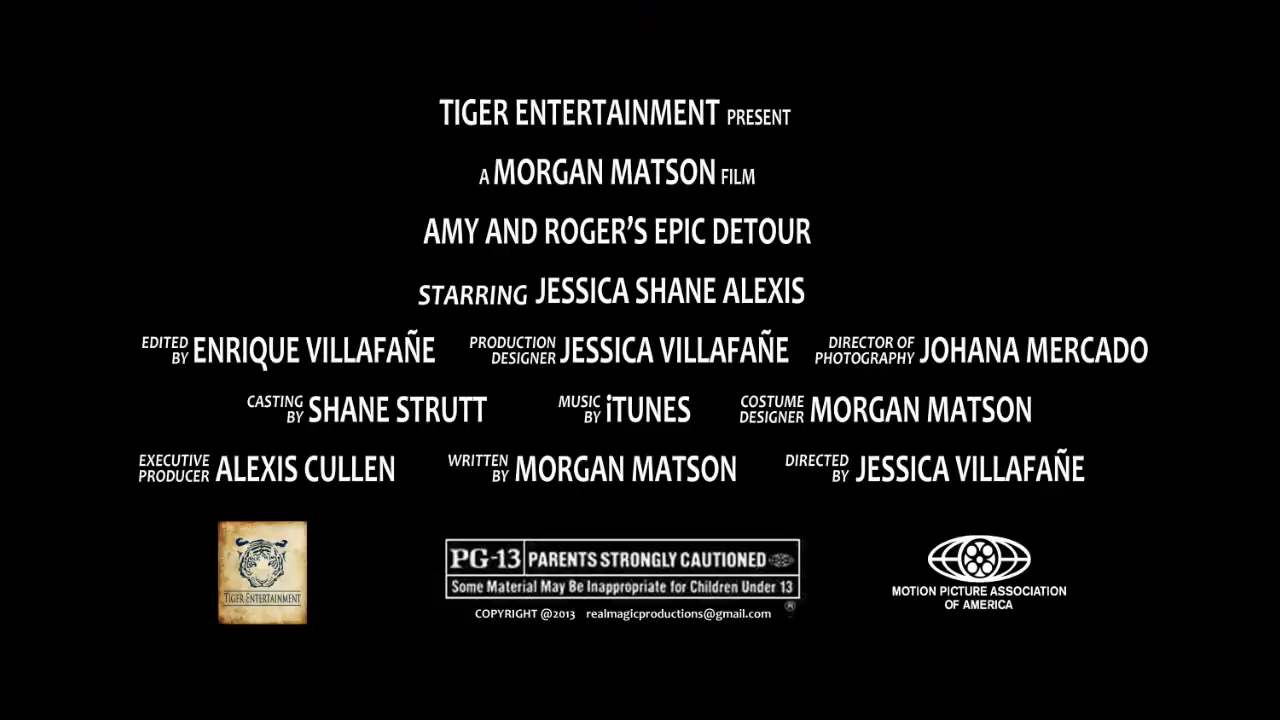 TIGER ENTERTAINMENT PRESENT
A MORGAN MATSON FILM
AMY AND ROGER'S EPIC DETOUR
STARRING JESSICA SHANE ALEXIS
EDITED BY ENRIQUE VILLAFAÑE PRODUCTION DESIGNER JESSICA VILLAFAÑE DIRECTOR OF PHOTOGRAPHY JOHANA MERCADO
CASTING BY SHANE STRUTT MUSIC BY iTUNES COSTUME DESIGNER MORGAN MATSON
EXECUTIVE PRODUCER ALEXIS CULLEN WRITTEN BY MORGAN MATSON DIRECTED BY JESSICA VILLAFAÑE
TIGER ENTERTAINMENT
PG-13 PARENTS STRONGLY CAUTIONED
Some Material May Be Inappropriate for Children Under 13
®
COPYRIGHT @2013 realmagicproductions@gmail.com
MOTION PICTURE ASSOCIATION
OF AMERICA